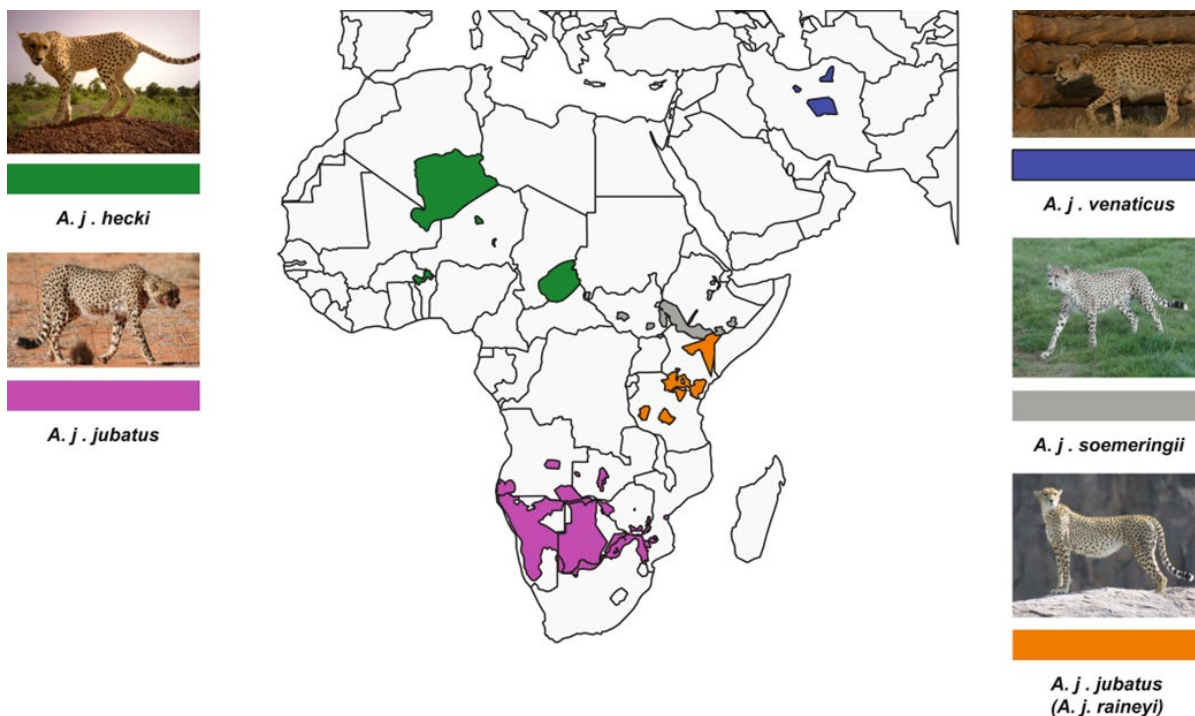 A. j . hecki
A. j . jubatus
A. j . venaticus
A. j . soemeringii
A. j . jubatus
(A. j. raineyi)